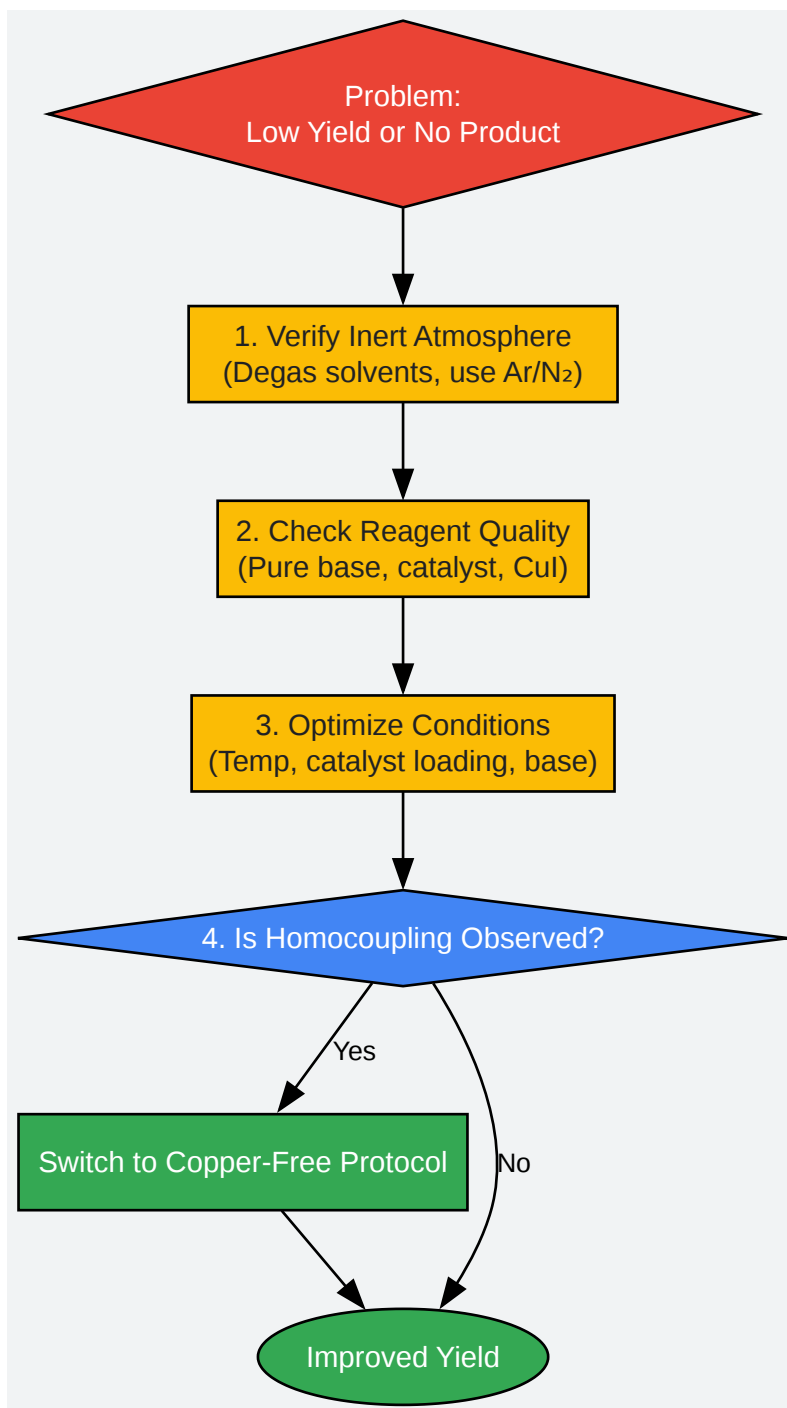 Problem:
Low Yield or No Product
1. Verify Inert Atmosphere
(Degas solvents, use Ar/N₂)
2. Check Reagent Quality
(Pure base, catalyst, CuI)
3. Optimize Conditions
(Temp, catalyst loading, base)
4. Is Homocoupling Observed?
Yes
Switch to Copper-Free Protocol
No
Improved Yield